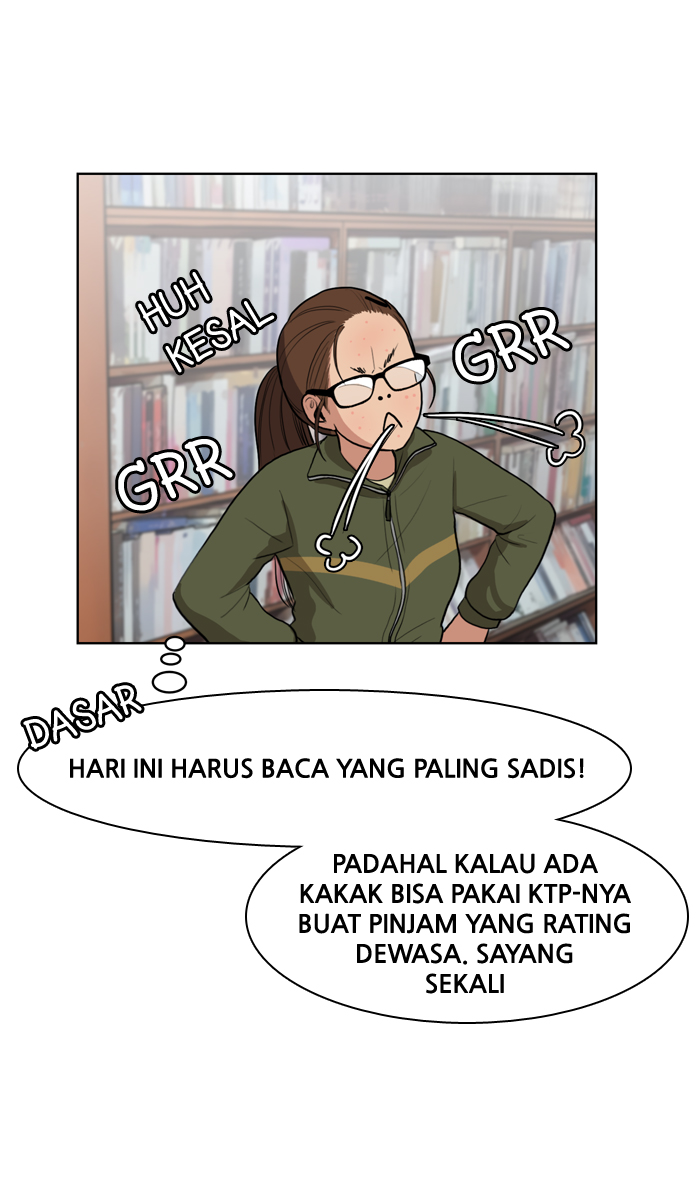 HUH
KESAL
GRR
GRR
DASAR
HARI INI HARUS BACA YANG PALING SADIS!
PADAHAL KALAU ADA
KAKAK BISA PAKAI KTP-NYA
BUAT PINJAM YANG RATING
DEWASA. SAYANG
SEKALI